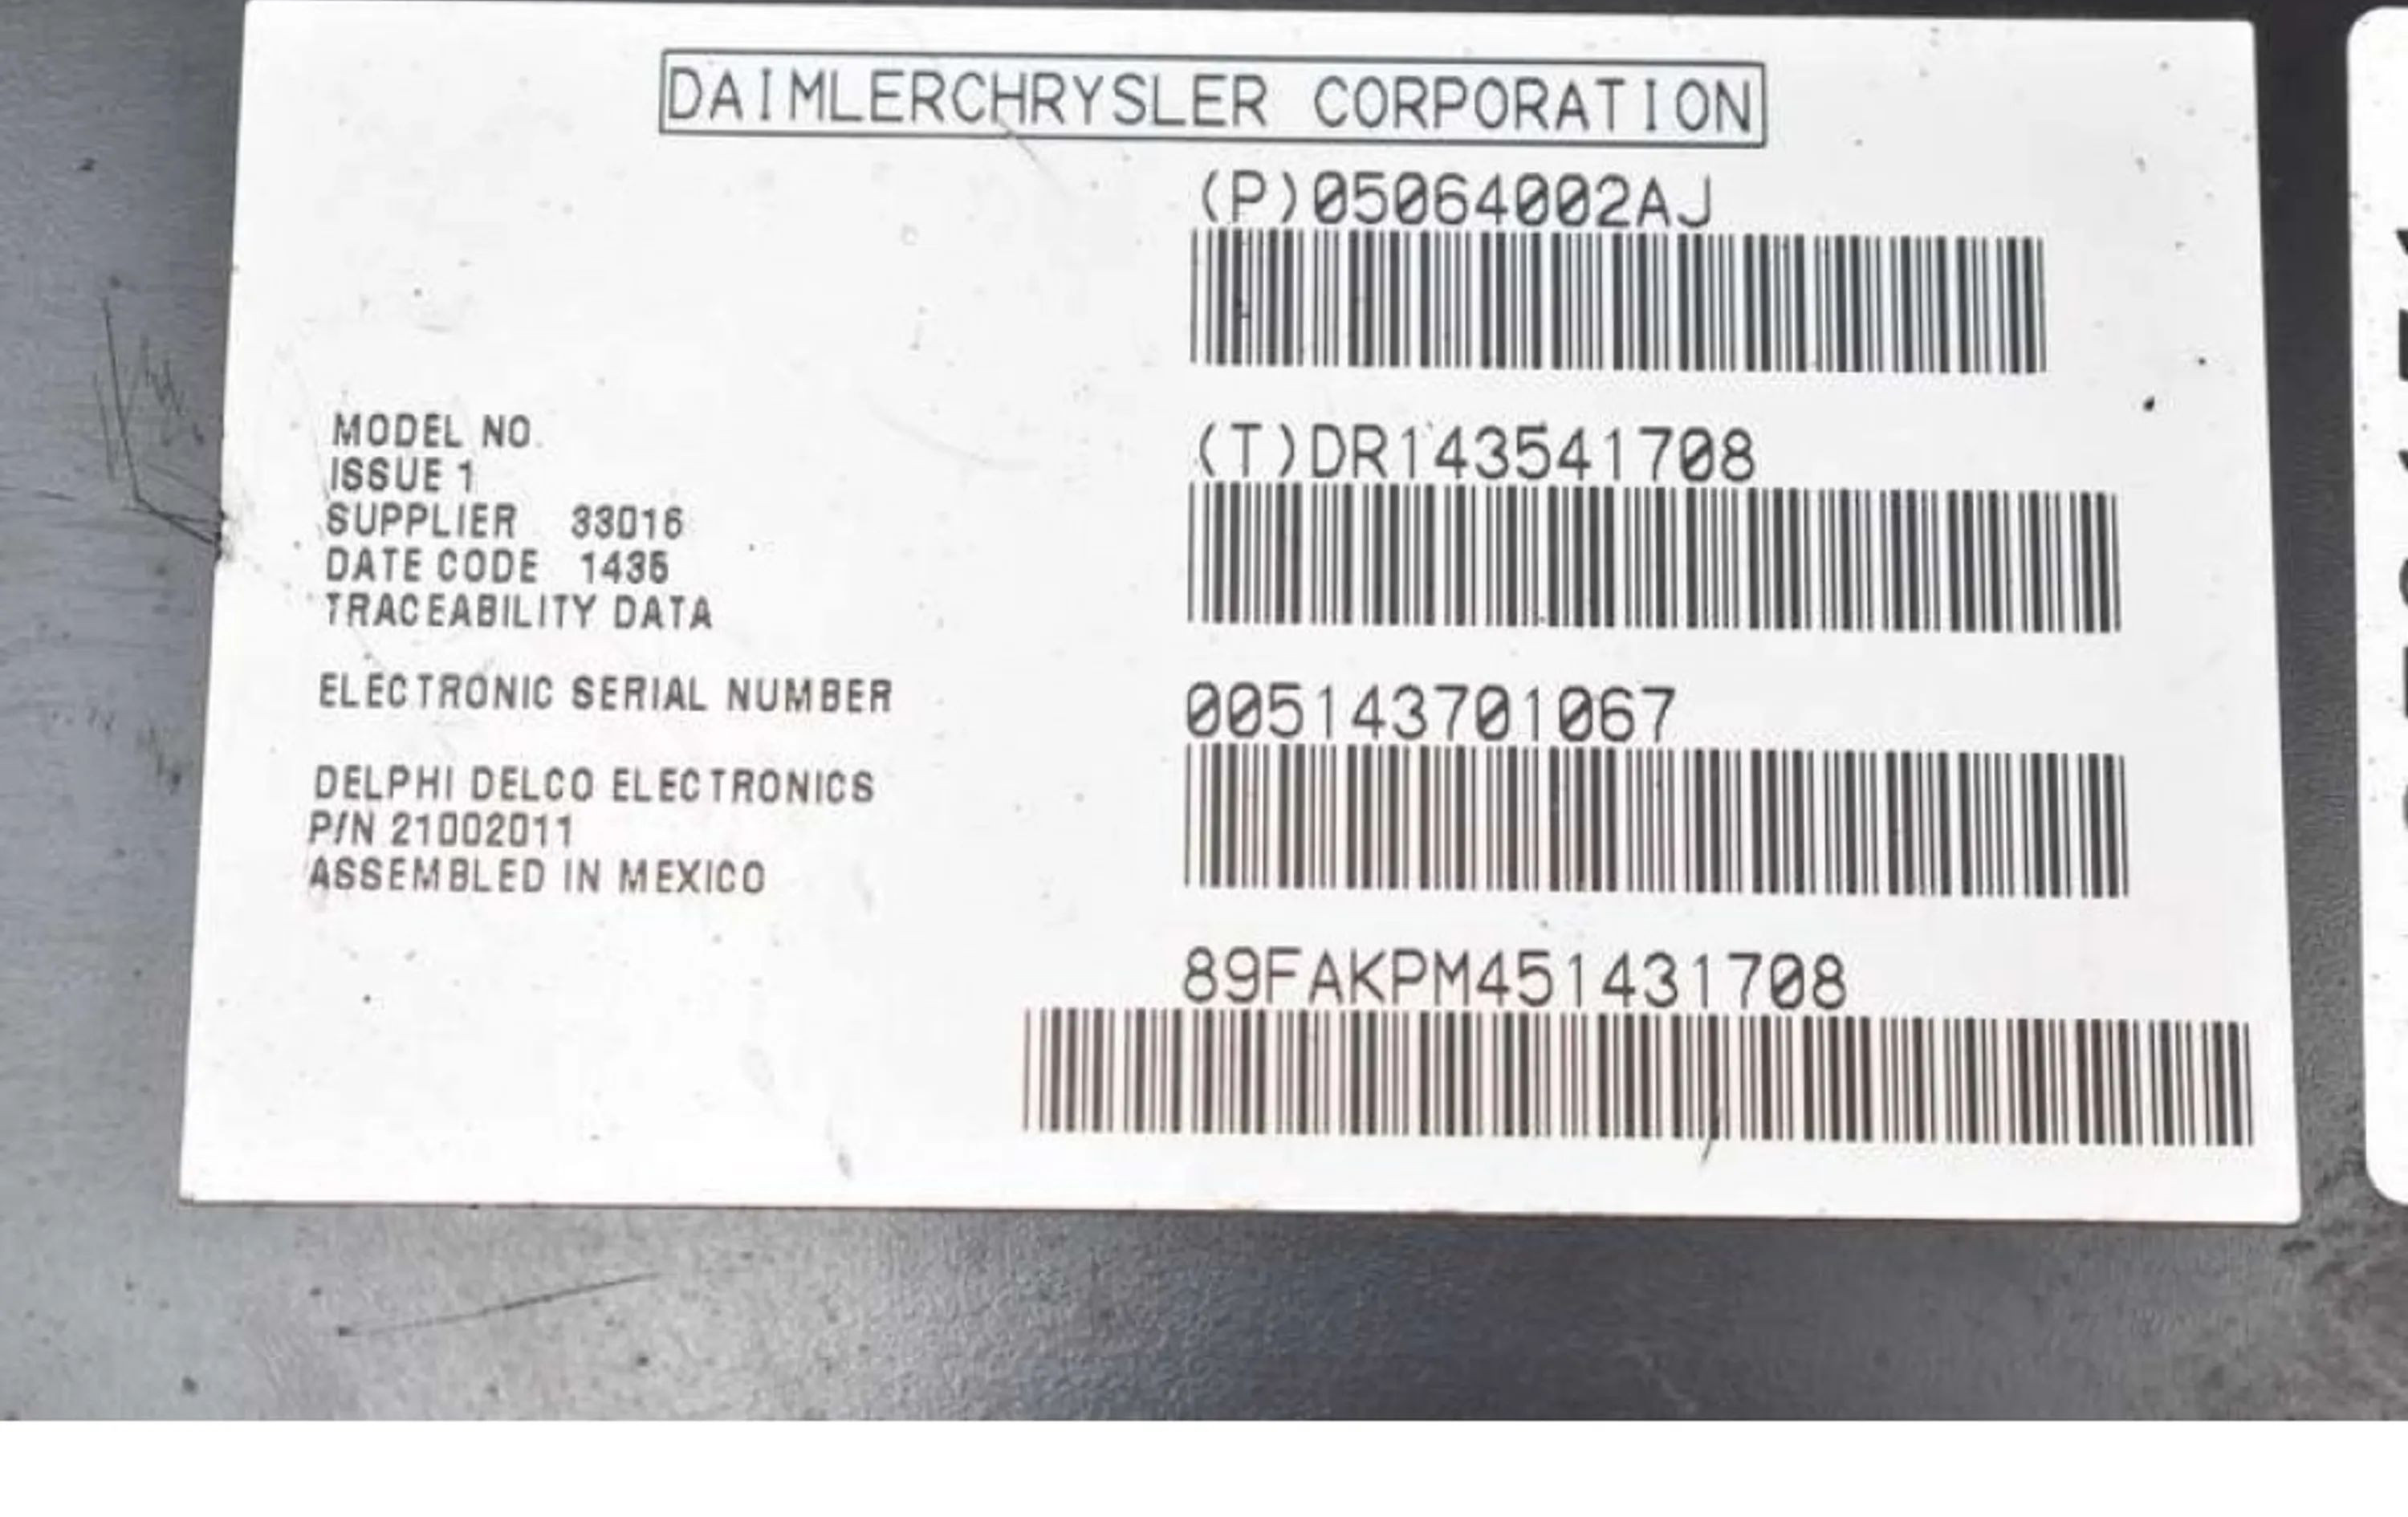 DAIMLERCHRYSLER CORPORATION
(P)05064002AJ
MODEL NO.
ISSUE 1
SUPPLIER 33016
DATE CODE 1435
TRACEABILITY DATA
(T)DR143541708
ELECTRONIC SERIAL NUMBER
005143701067
DELPHI DELCO ELECTRONICS
P/N 21002011
ASSEMBLED IN MEXICO
89FAKPM451431708